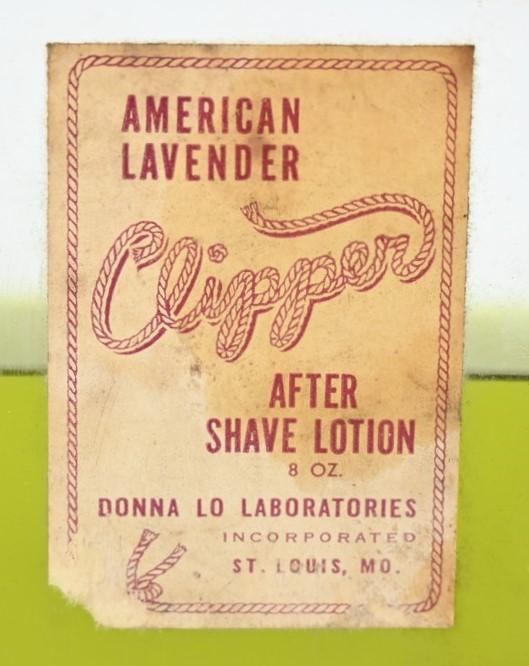 AMERICAN
LAVENDER
Clipper
AFTER
SHAVE LOTION
8 OZ.
DONNA LO LABORATORIES
INCORPORATED
ST. LOUIS, MO.